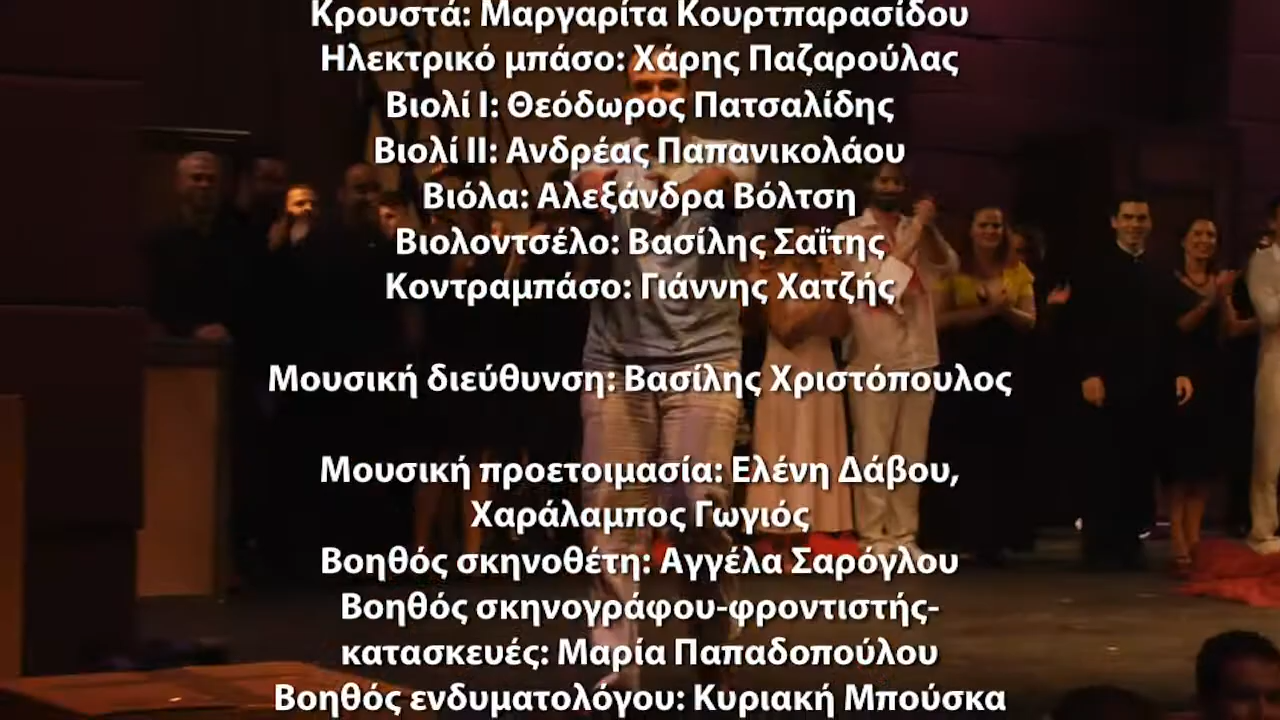 Κρουστά: Μαργαρίτα Κουρτπαρασίδου
Ηλεκτρικό μπάσο: Χάρης Παζαρούλας
Βιολί Ι: Θεόδωρος Πατσαλίδης
Βιολί ΙΙ: Ανδρέας Παπανικολάου
Βιόλα: Αλεξάνδρα Βόλτση
Βιολοντσέλο: Βασίλης Σαΐτης
Κοντραμπάσο: Γιάννης Χατζής
Μουσική διεύθυνση: Βασίλης Χριστόπουλος
Μουσική προετοιμασία: Ελένη Δάβου,
Χαράλαμπος Γωγιός
Βοηθός σκηνοθέτη: Αγγέλα Σαρόγλου
Βοηθός σκηνογράφου-φροντιστής-
κατασκευές: Μαρία Παπαδοπούλου
Βοηθός ενδυματολόγου: Κυριακή Μπούσκα